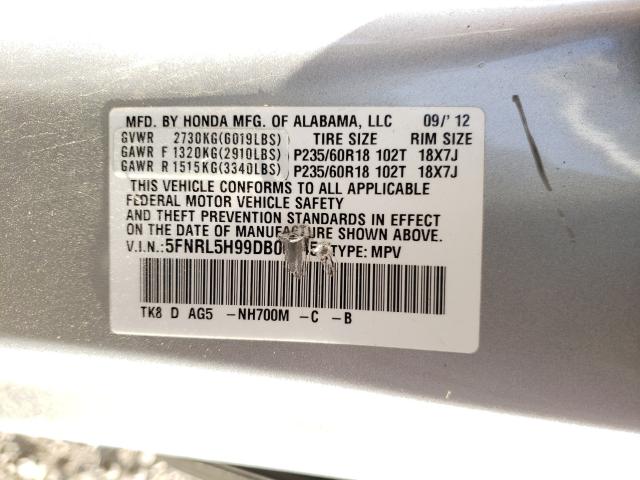 MFD. BY HONDA MFG. OF ALABAMA, LLC 09/' 12
GVWR 2730KG(6019LBS) TIRE SIZE RIM SIZE
GAWR F 1320KG(2910LBS) P235/60R18 102T 18X7J
GAWR R 1515KG(3340LBS) P235/60R18 102T 18X7J
THIS VEHICLE CONFORMS TO ALL APPLICABLE
FEDERAL MOTOR VEHICLE SAFETY
AND THEFT PREVENTION STANDARDS IN EFFECT
ON THE DATE OF MANUFACTURE SHOWN ABOVE.
V.I.N.: TYPE: MPV
TK8 D AG5 -NH700M -C -B